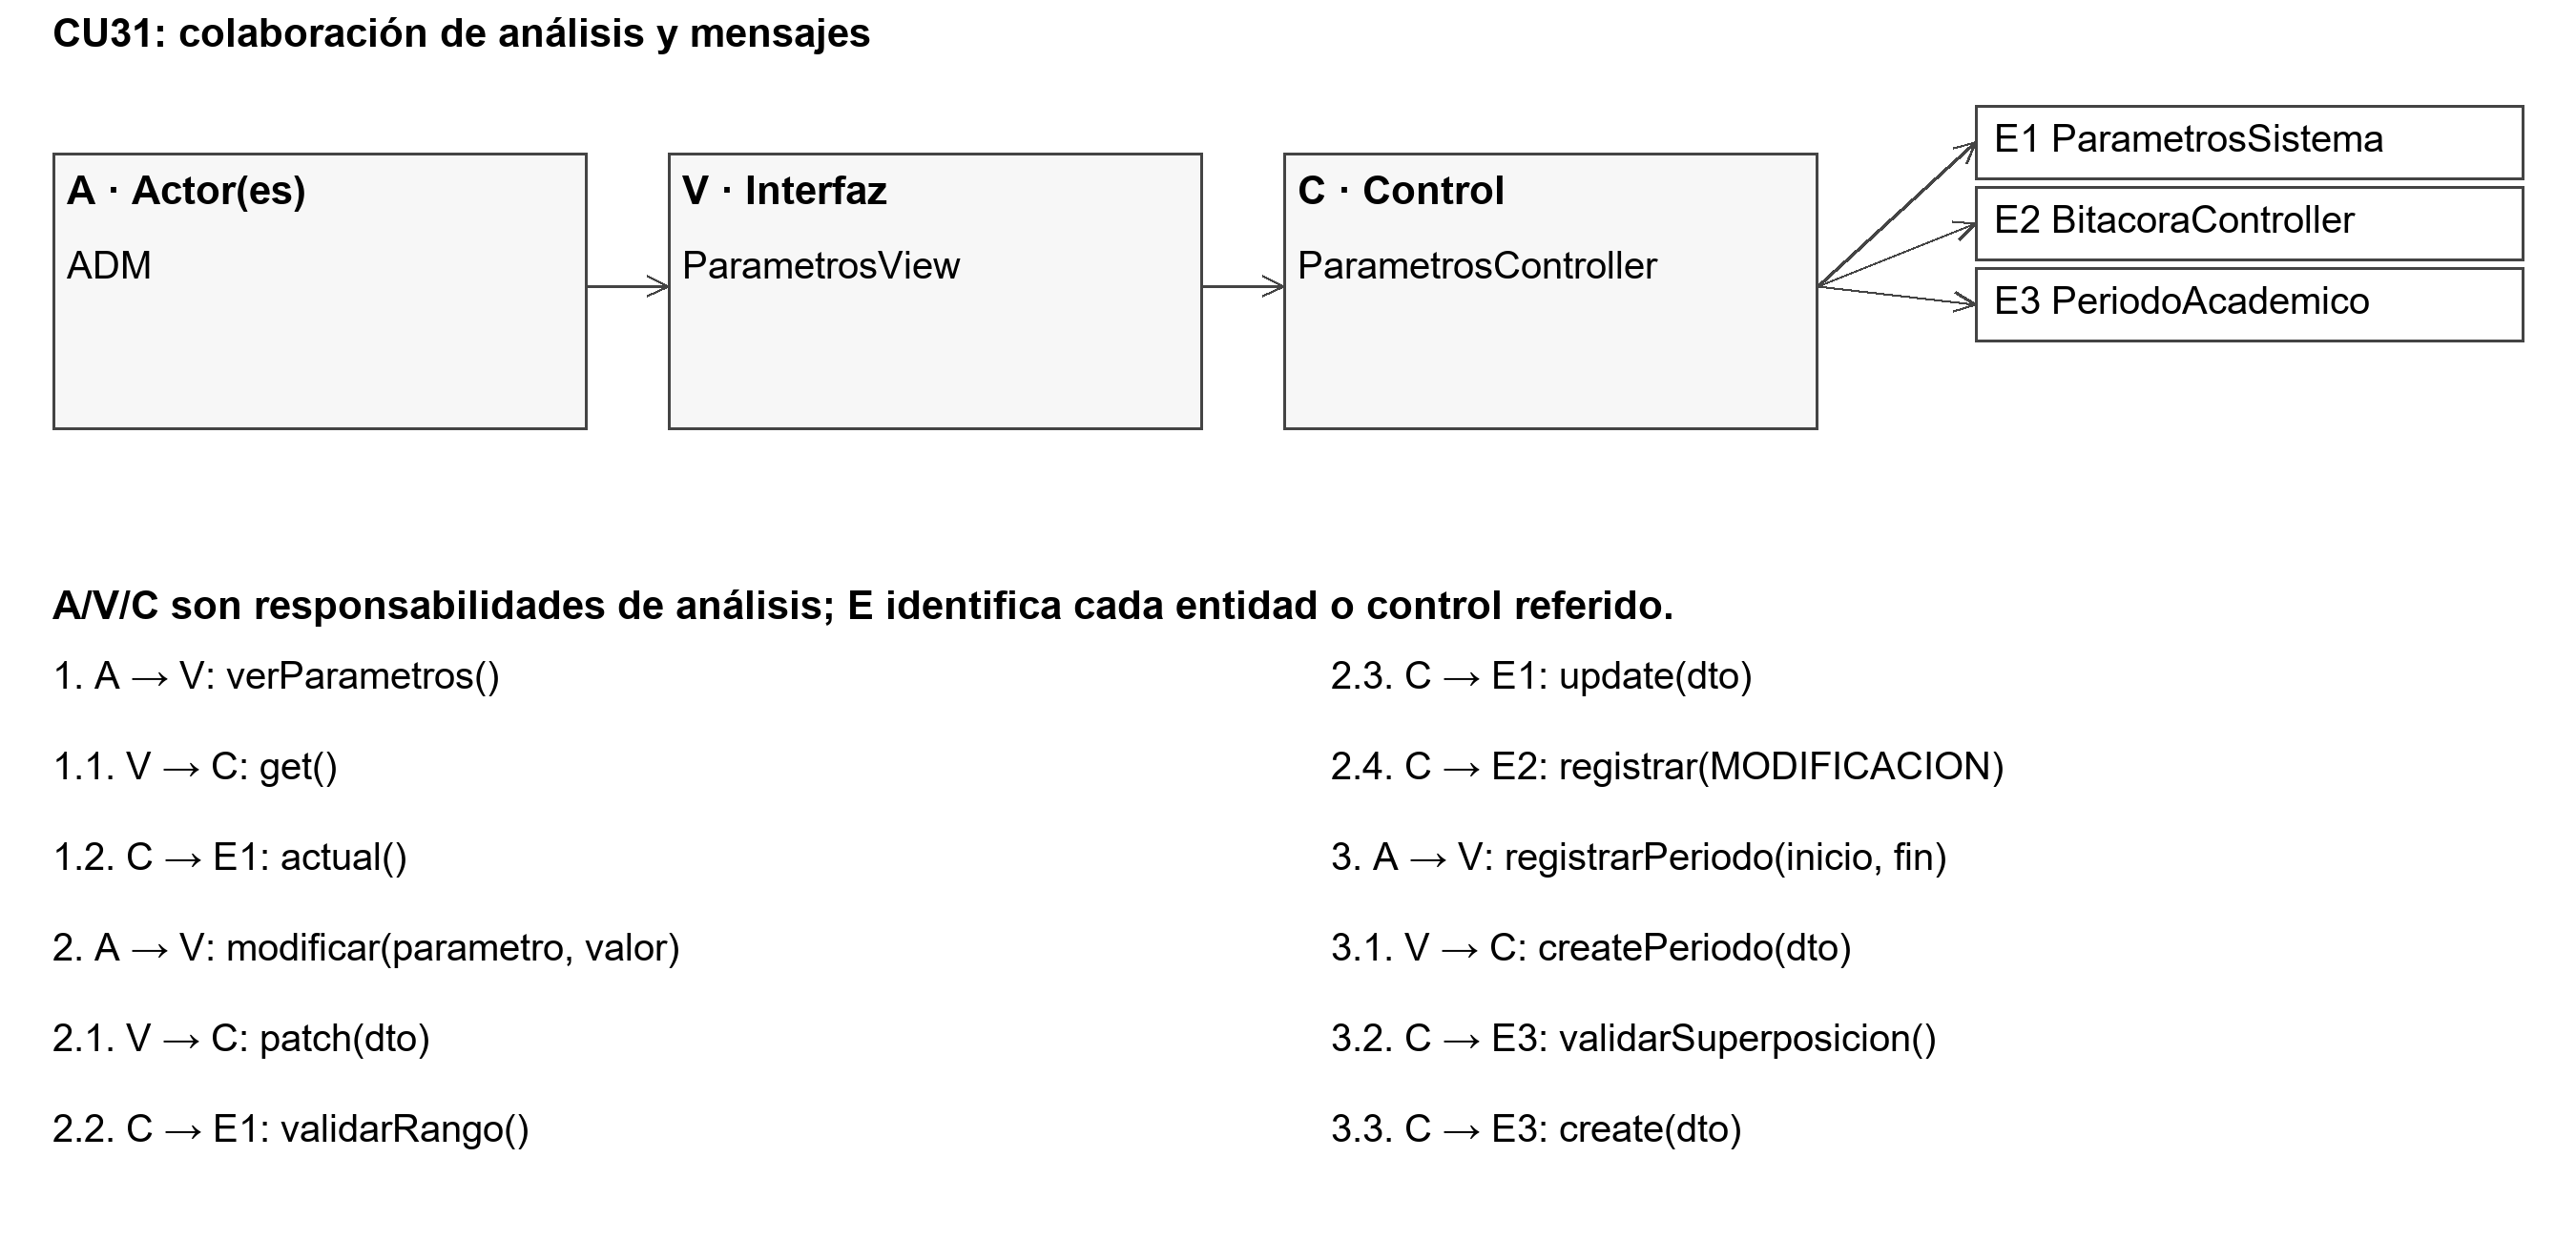 CU31: colaboración de análisis y mensajes
A · Actor(es)
ADM
V · Interfaz
ParametrosView
C · Control
ParametrosController
E1 ParametrosSistema
E2 BitacoraController
E3 PeriodoAcademico
A/V/C son responsabilidades de análisis; E identifica cada entidad o control referido.
1. A → V: verParametros()
1.1. V → C: get()
1.2. C → E1: actual()
2. A → V: modificar(parametro, valor)
2.1. V → C: patch(dto)
2.2. C → E1: validarRango()
2.3. C → E1: update(dto)
2.4. C → E2: registrar(MODIFICACION)
3. A → V: registrarPeriodo(inicio, fin)
3.1. V → C: createPeriodo(dto)
3.2. C → E3: validarSuperposicion()
3.3. C → E3: create(dto)